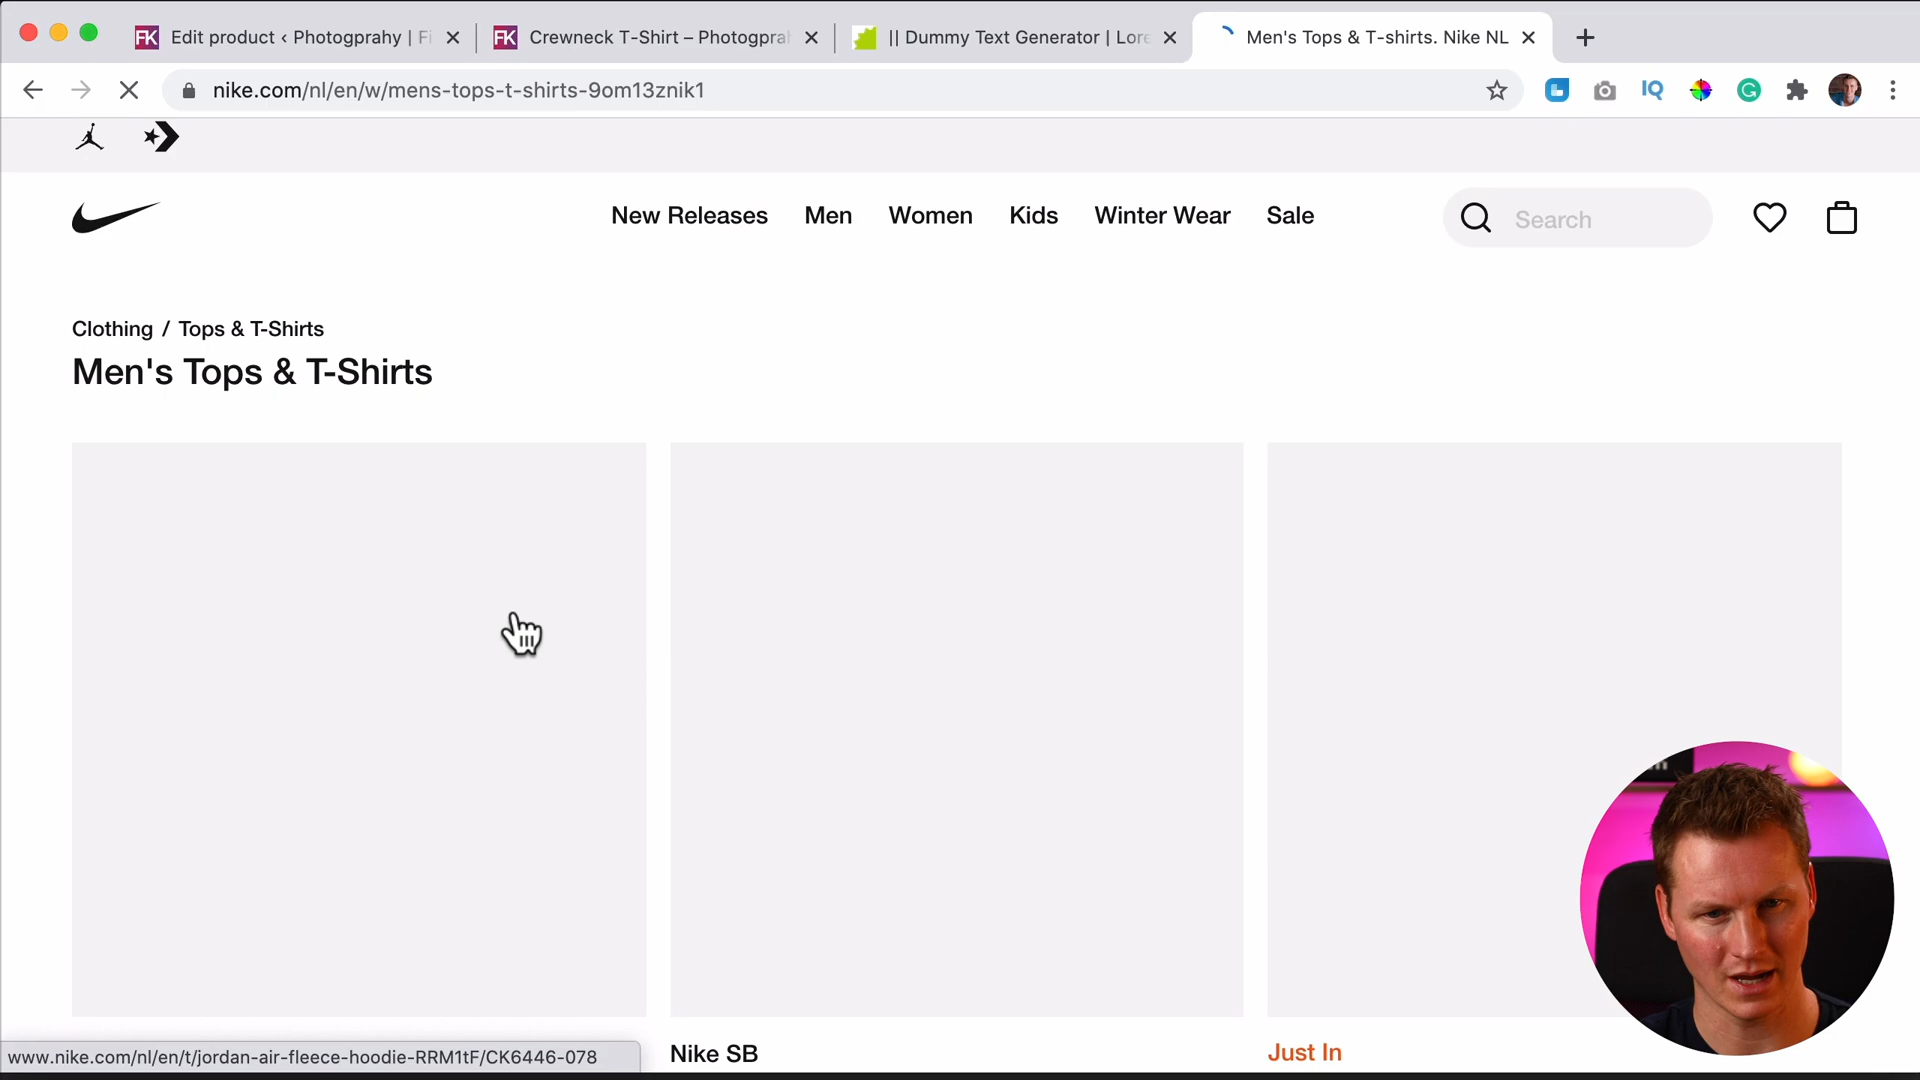 Edit product ‹ Photogprahy | Fi
Crewneck T-Shirt – Photogprah
|| Dummy Text Generator | Lore
Men's Tops & T-shirts. Nike NL
nike.com/nl/en/w/mens-tops-t-shirts-9om13znik1
New Releases
Men
Women
Kids
Winter Wear
Sale
Search
Clothing / Tops & T-Shirts
Men's Tops & T-Shirts
Nike SB
Just In
www.nike.com/nl/en/t/jordan-air-fleece-hoodie-RRM1tF/CK6446-078